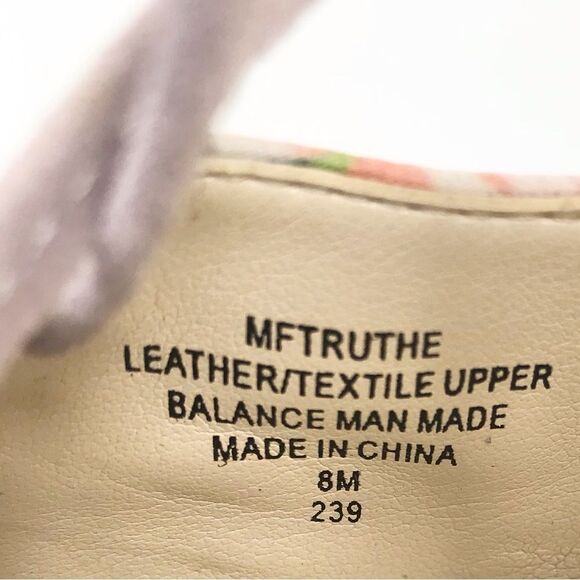 MFTRUTHE
LEATHER/TEXTILE UPPER
BALANCE MAN MADE
MADE IN CHINA
8M
239